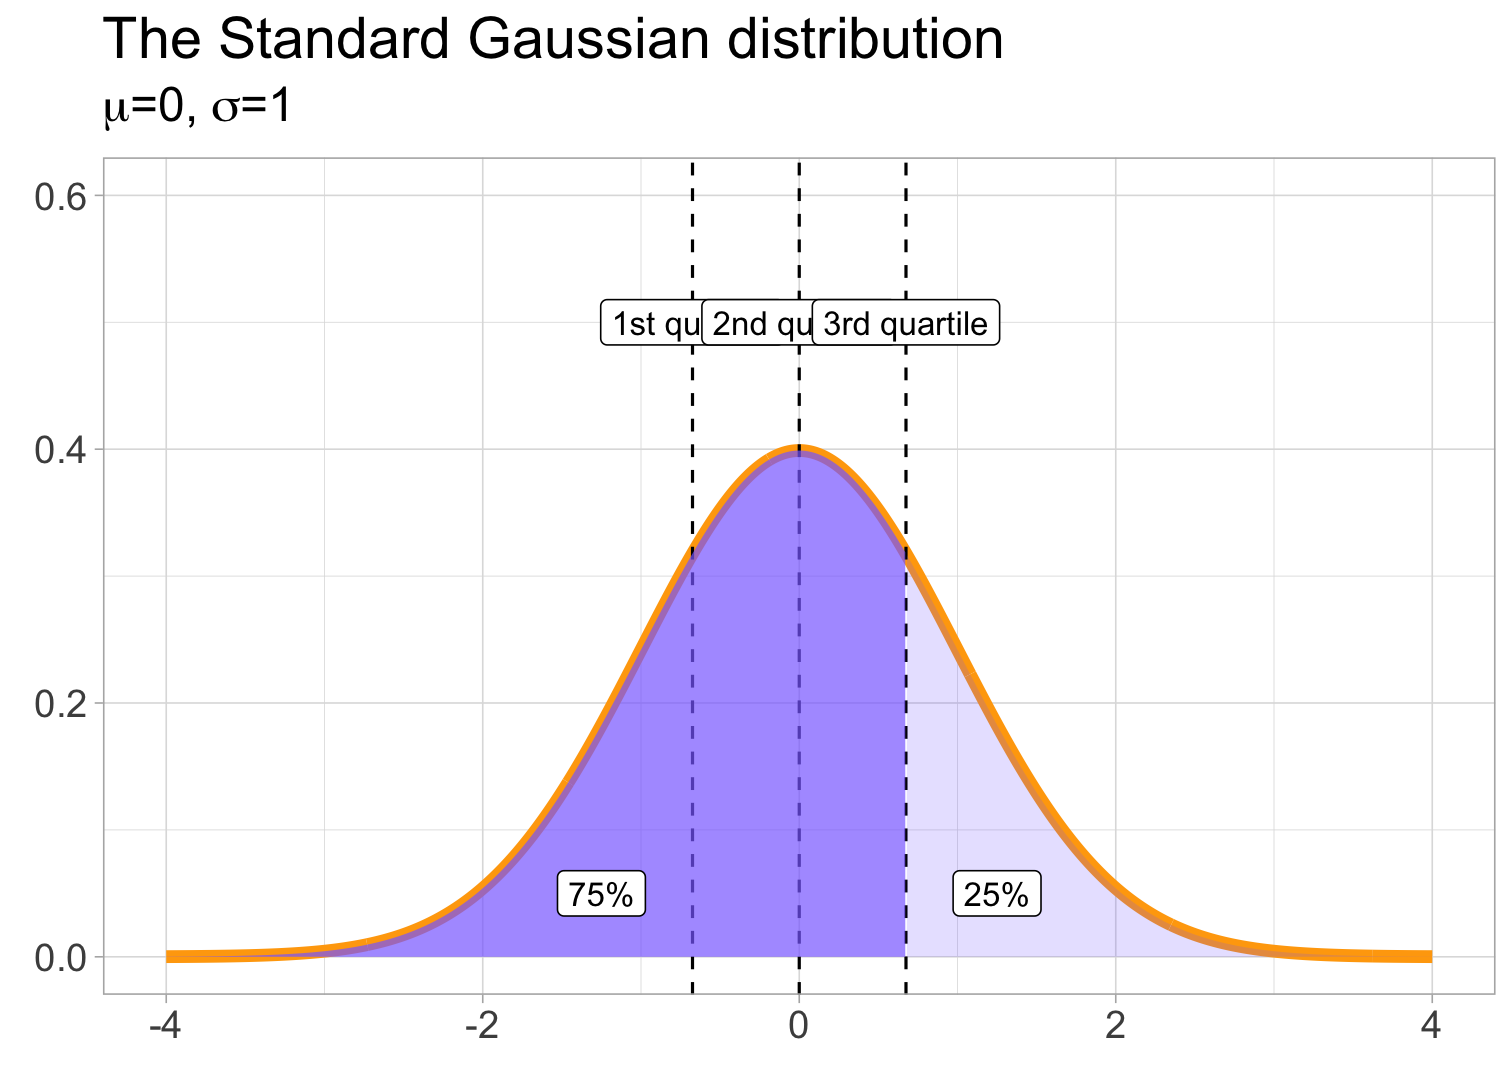 The Standard Gaussian distribution
μ=0, σ=1
0.6
1st qu 2nd qu 3rd quartile
0.4
0.2
75% 25%
0.0
-4 -2 0 2 4